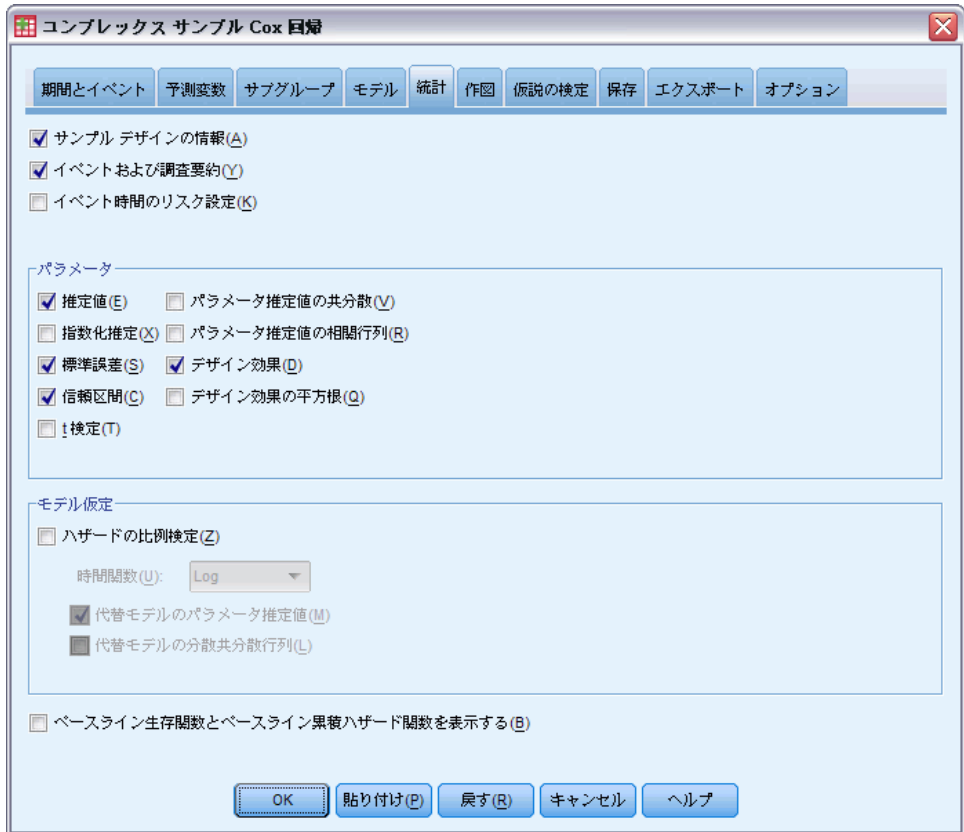 コンプレックス サンプル Cox 回帰
期間とイベント 予測変数 サブグループ モデル 統計 作図 仮説の検定 保存 エクスポート オプション
サンプル デザインの情報(A)
イベントおよび調査要約(Y)
イベント時間のリスク設定(K)
パラメータ
推定値(E) パラメータ推定値の共分散(V)
指数化推定(X) パラメータ推定値の相関行列(R)
標準誤差(S) デザイン効果(D)
信頼区間(C) デザイン効果の平方根(Q)
t検定(T)
モデル仮定
ハザードの比例検定(Z)
時間関数(U): Log
代替モデルのパラメータ推定値(M)
代替モデルの分散共分散行列(L)
ベースライン生存関数とベースライン累積ハザード関数を表示する(B)
OK 貼り付け(P) 戻す(R) キャンセル ヘルプ